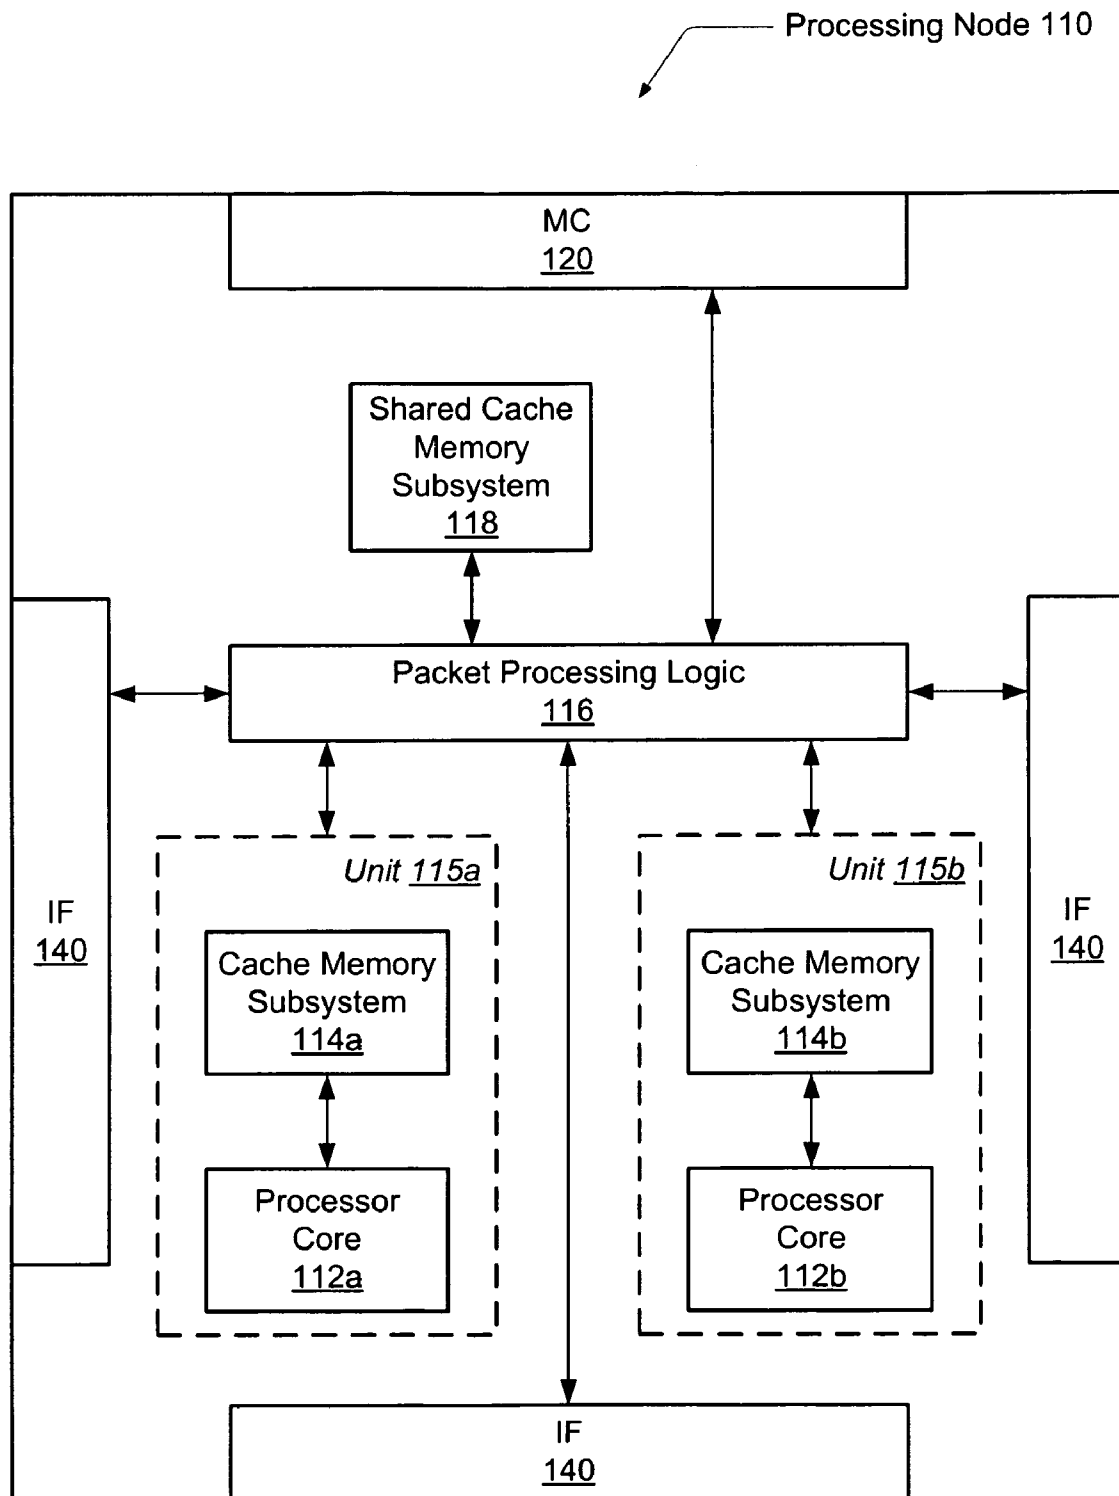 Processing Node 110
MC
120
Shared Cache
Memory
Subsystem
118
Packet Processing Logic
116
IF
140
Unit 115a
Cache Memory
Subsystem
114a
Processor
Core
112a
Unit 115b
Cache Memory
Subsystem
114b
Processor
Core
112b
IF
140
IF
140